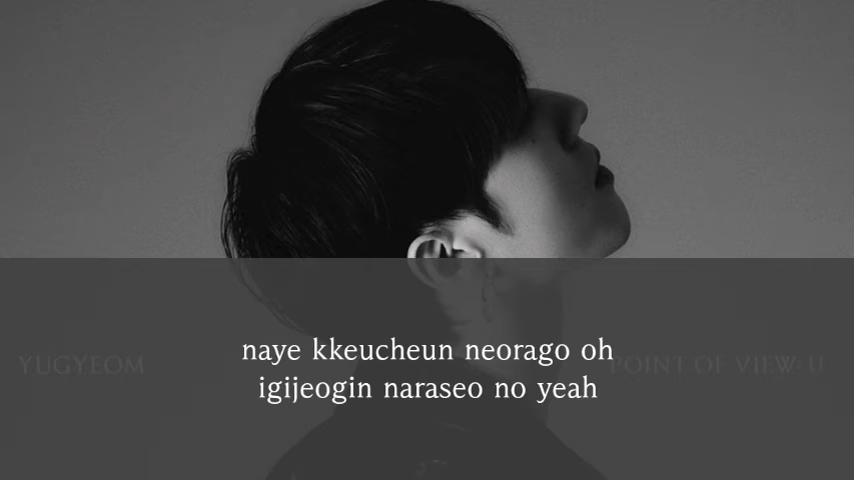 YUGYEOM
POINT OF VIEW: U
naye kkeucheun neorago oh
igijeogin naraseo no yeah